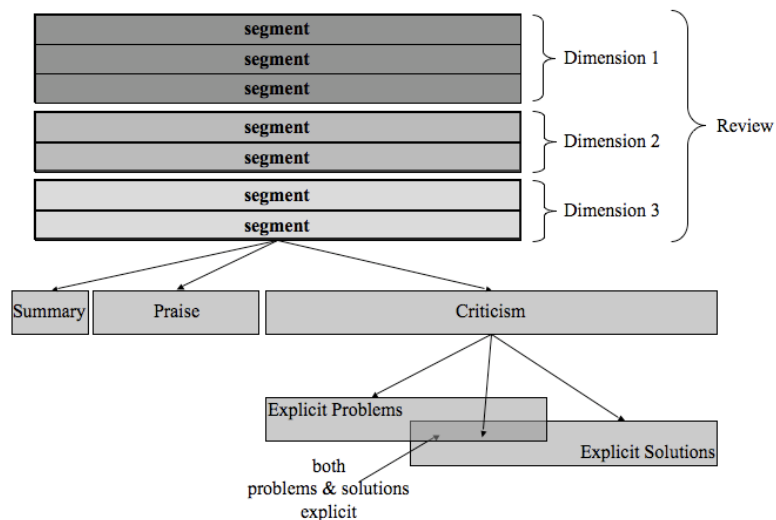 segment
segment
segment
Dimension 1
segment
segment
Dimension 2
segment
segment
Dimension 3
Review
Summary
Praise
Criticism
Explicit Problems
Explicit Solutions
both
problems & solutions
explicit